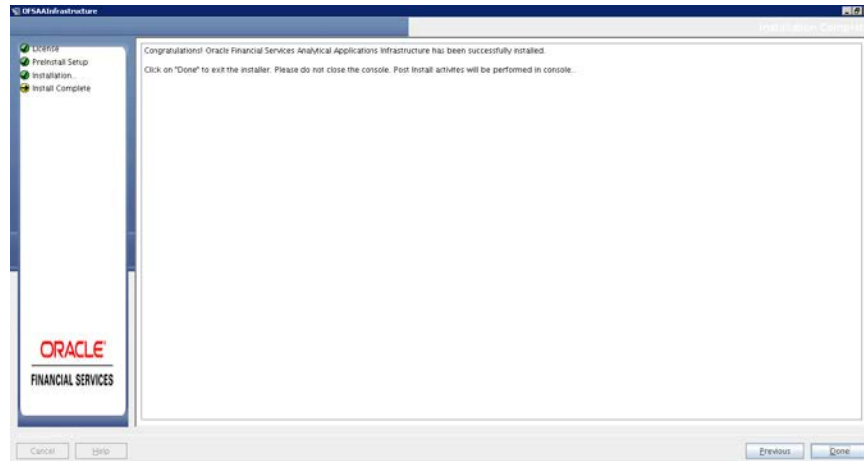 OFSAAInfrastructure
Installation Complete
License
Preinstall Setup
Installation...
Install Complete
Congratulations! Oracle Financial Services Analytical Applications Infrastructure has been successfully installed.
Click on "Done" to exit the installer. Please do not close the console. Post Install activites will be performed in console...
ORACLE
FINANCIAL SERVICES
Cancel
Help
Previous
Done